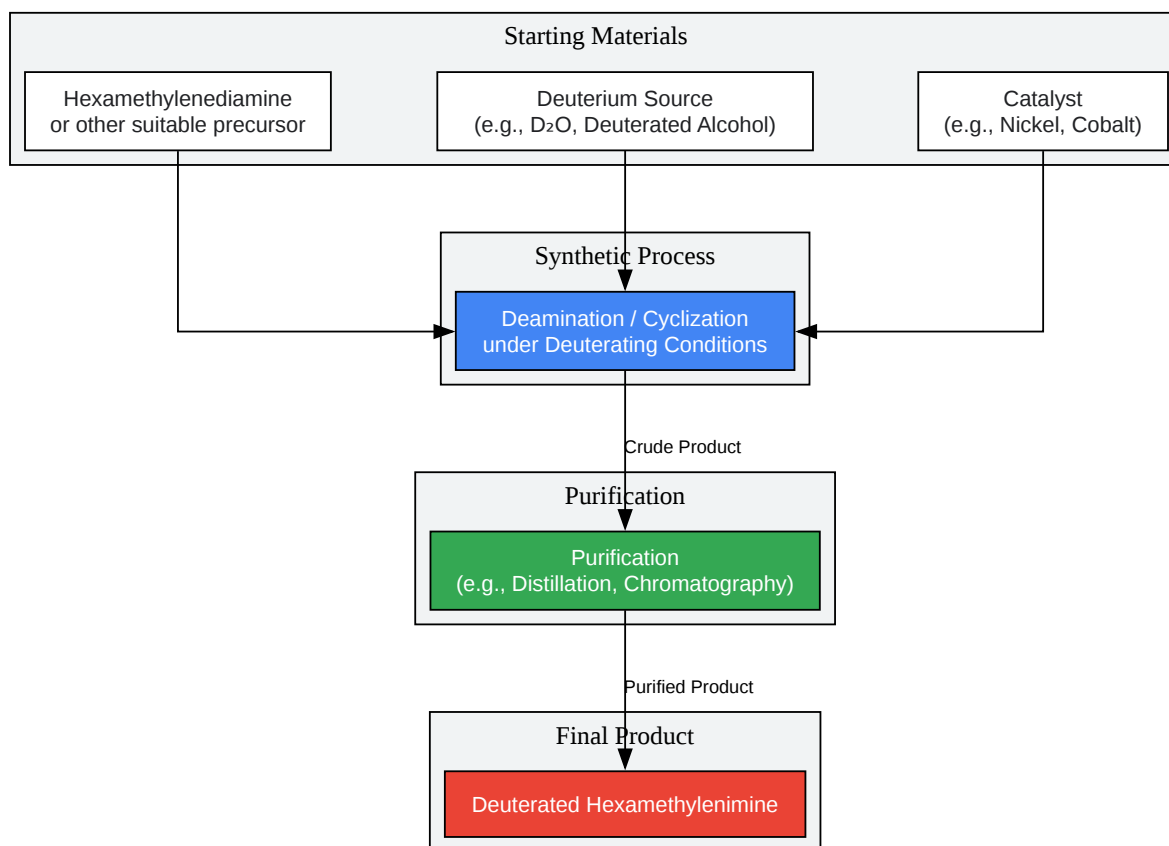 Starting Materials
Hexamethylenediamine
or other suitable precursor
Deuterium Source
(e.g., D₂O, Deuterated Alcohol)
Catalyst
(e.g., Nickel, Cobalt)
Synthetic Process
Deamination / Cyclization
under Deuterating Conditions
Crude Product
Purification
Purification
(e.g., Distillation, Chromatography)
Purified Product
Final Product
Deuterated Hexamethylenimine